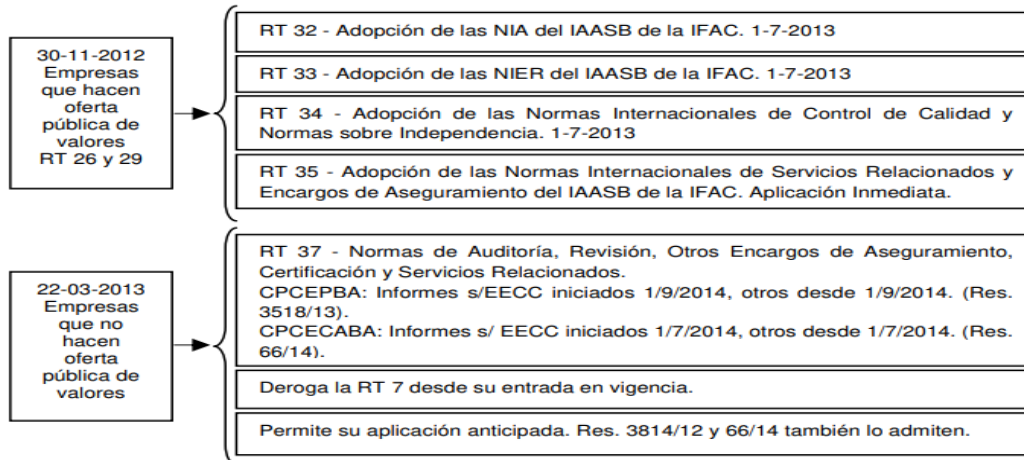 30-11-2012
Empresas
que hacen
oferta
pública de
valores
RT 26 y 29
RT 32 - Adopción de las NIA del IAASB de la IFAC. 1-7-2013
RT 33 - Adopción de las NIER del IAASB de la IFAC. 1-7-2013
RT 34 - Adopción de las Normas Internacionales de Control de Calidad y
Normas sobre Independencia. 1-7-2013
RT 35 - Adopción de las Normas Internacionales de Servicios Relacionados y
Encargos de Aseguramiento del IAASB de la IFAC. Aplicación Inmediata.
22-03-2013
Empresas
que no
hacen
oferta
pública de
valores
RT 37 - Normas de Auditoría, Revisión, Otros Encargos de Aseguramiento,
Certificación y Servicios Relacionados.
CPCEPBA: Informes s/EECC iniciados 1/9/2014, otros desde 1/9/2014. (Res.
3518/13).
CPCECABA: Informes s/ EECC iniciados 1/7/2014, otros desde 1/7/2014. (Res.
66/14).
Deroga la RT 7 desde su entrada en vigencia.
Permite su aplicación anticipada. Res. 3814/12 y 66/14 también lo admiten.